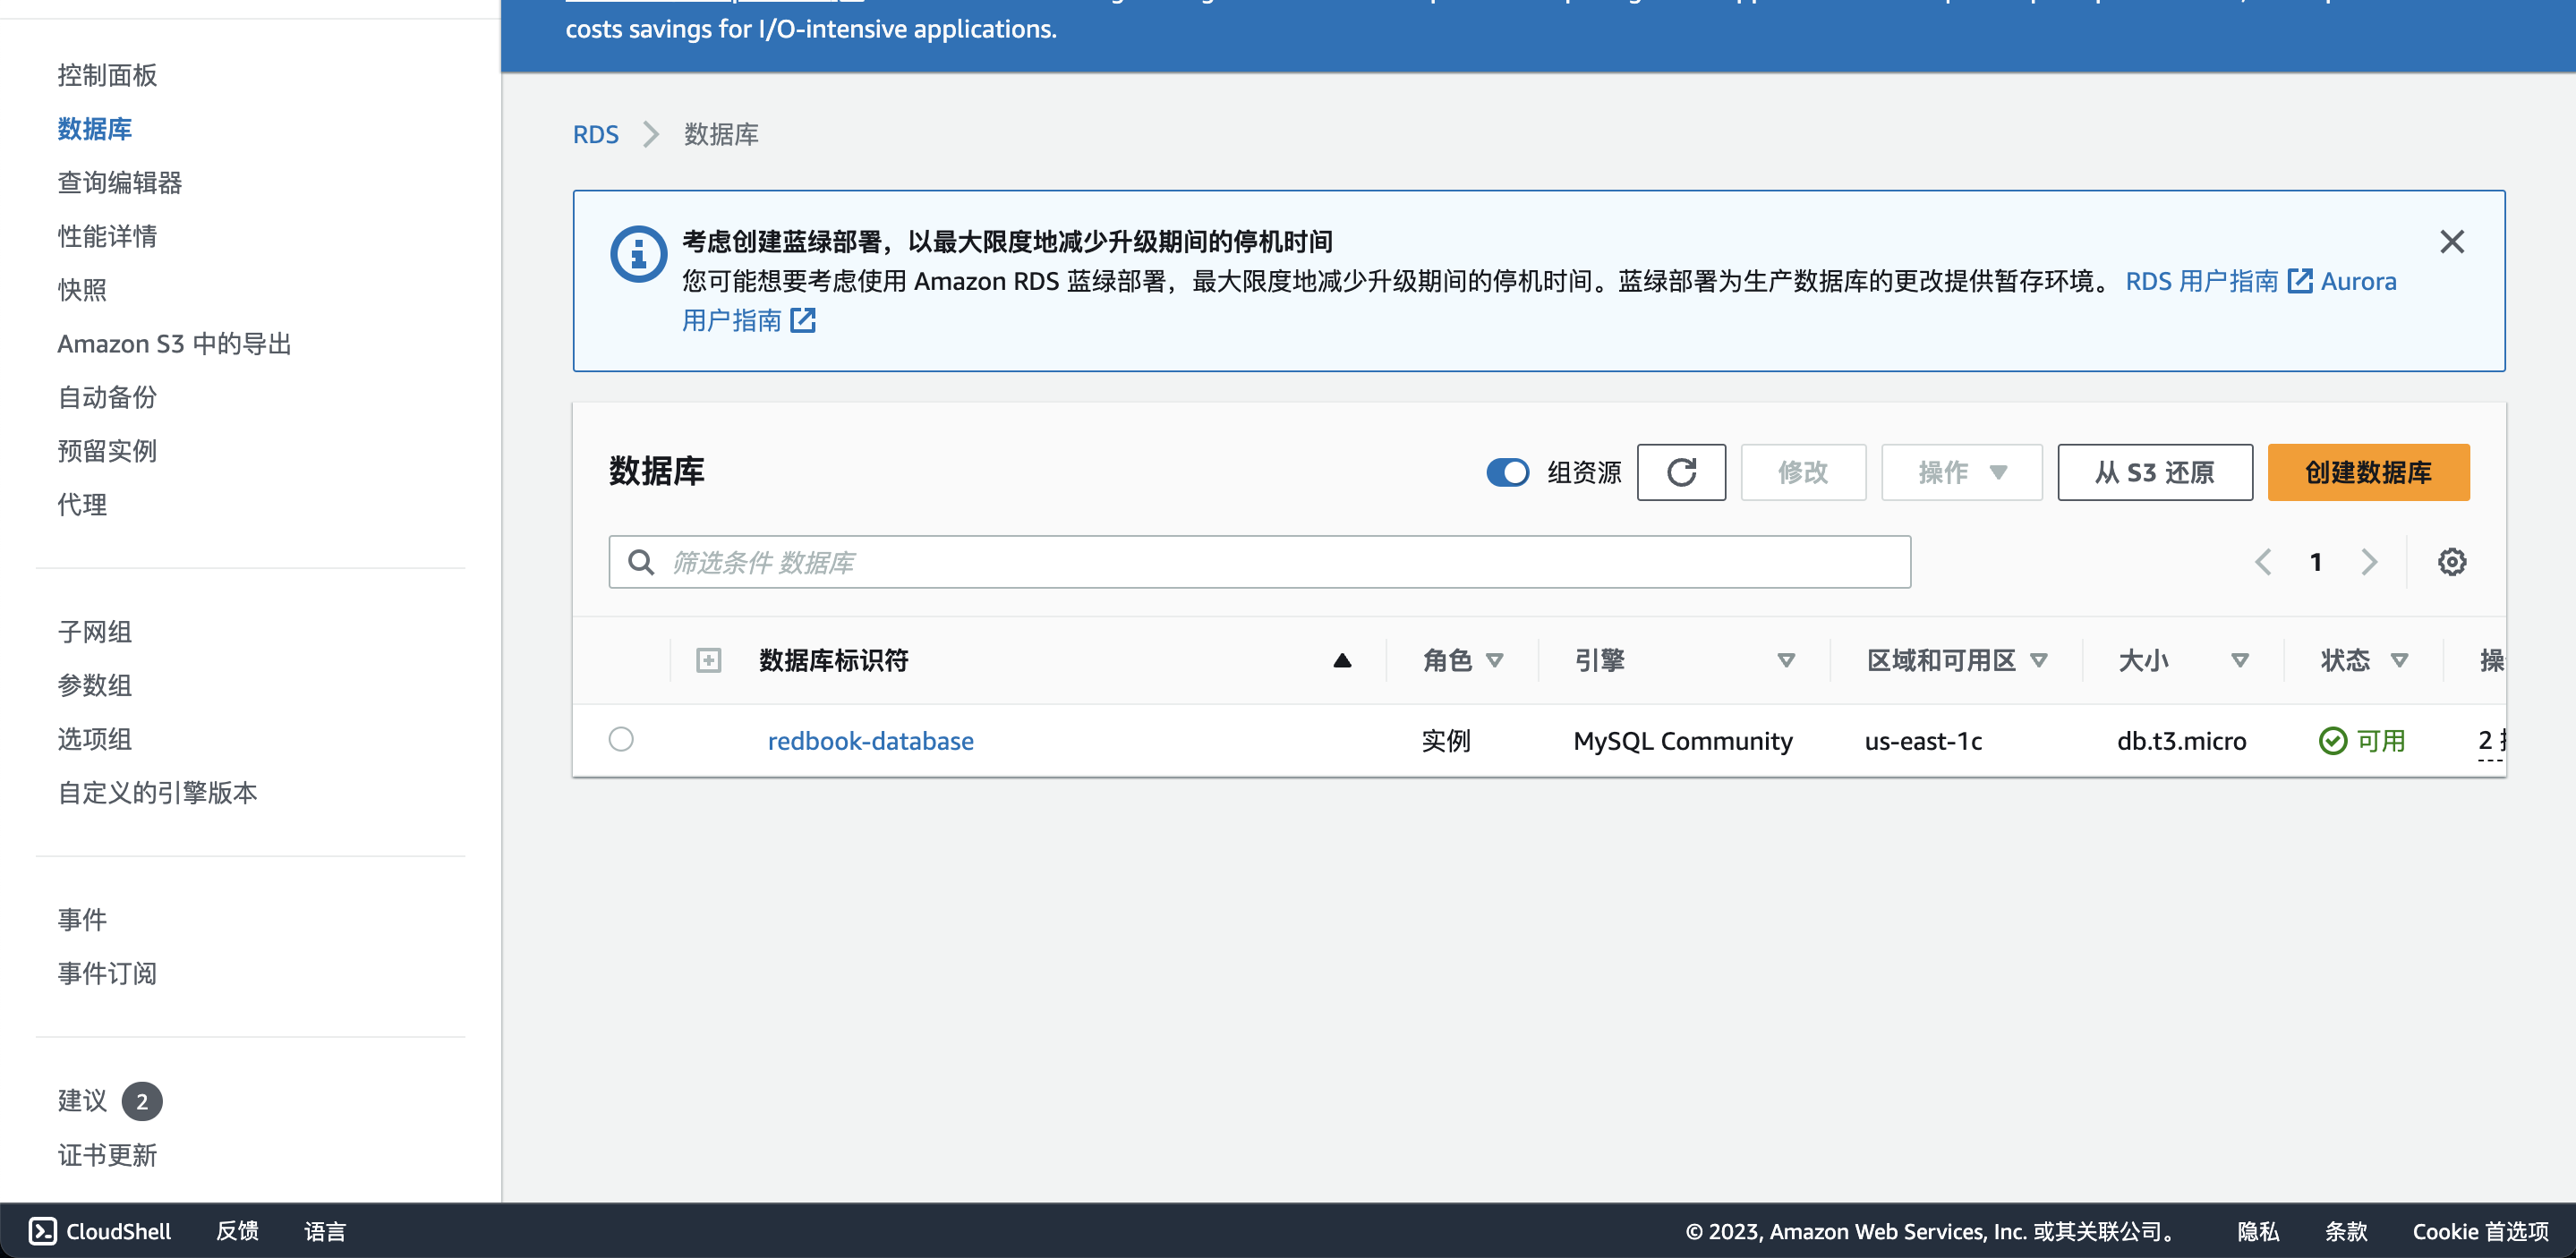 costs savings for I/O-intensive applications.
控制面板
数据库
查询编辑器
性能详情
快照
Amazon S3 中的导出
自动备份
预留实例
代理
子网组
参数组
选项组
自定义的引擎版本
事件
事件订阅
建议 2
证书更新
RDS 数据库
考虑创建蓝绿部署，以最大限度地减少升级期间的停机时间
您可能想要考虑使用 Amazon RDS 蓝绿部署，最大限度地减少升级期间的停机时间。蓝绿部署为生产数据库的更改提供暂存环境。 RDS 用户指南 Aurora
用户指南
数据库 组资源 修改 操作 从 S3 还原 创建数据库
筛选条件 数据库 1
数据库标识符 角色 引擎 区域和可用区 大小 状态 操
redbook-database 实例 MySQL Community us-east-1c db.t3.micro 可用 2
CloudShell 反馈 语言 © 2023, Amazon Web Services, Inc. 或其关联公司。 隐私 条款 Cookie 首选项